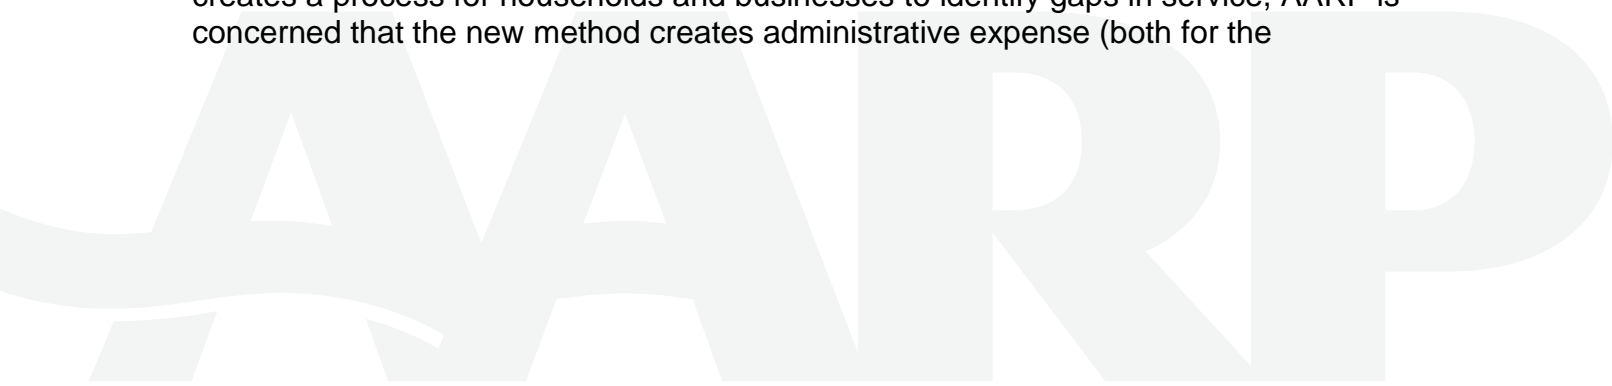 creates a process for households and businesses to identify gaps in service, AARP is
concerned that the new method creates administrative expense (both for the
AARP